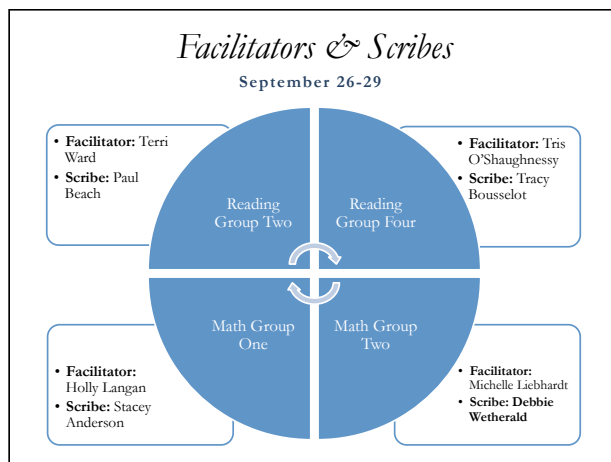 Facilitators & Scribes
September 26-29
• Facilitator: Terri
Ward
• Scribe: Paul
Beach
• Facilitator: Tris
O'Shaughnessy
• Scribe: Tracy
Bousselot
Reading
Group Two
Reading
Group Four
Math Group
One
Math Group
Two
• Facilitator:
Holly Langan
• Scribe: Stacey
Anderson
• Facilitator:
Michelle Liebhardt
• Scribe: Debbie
Wetherald